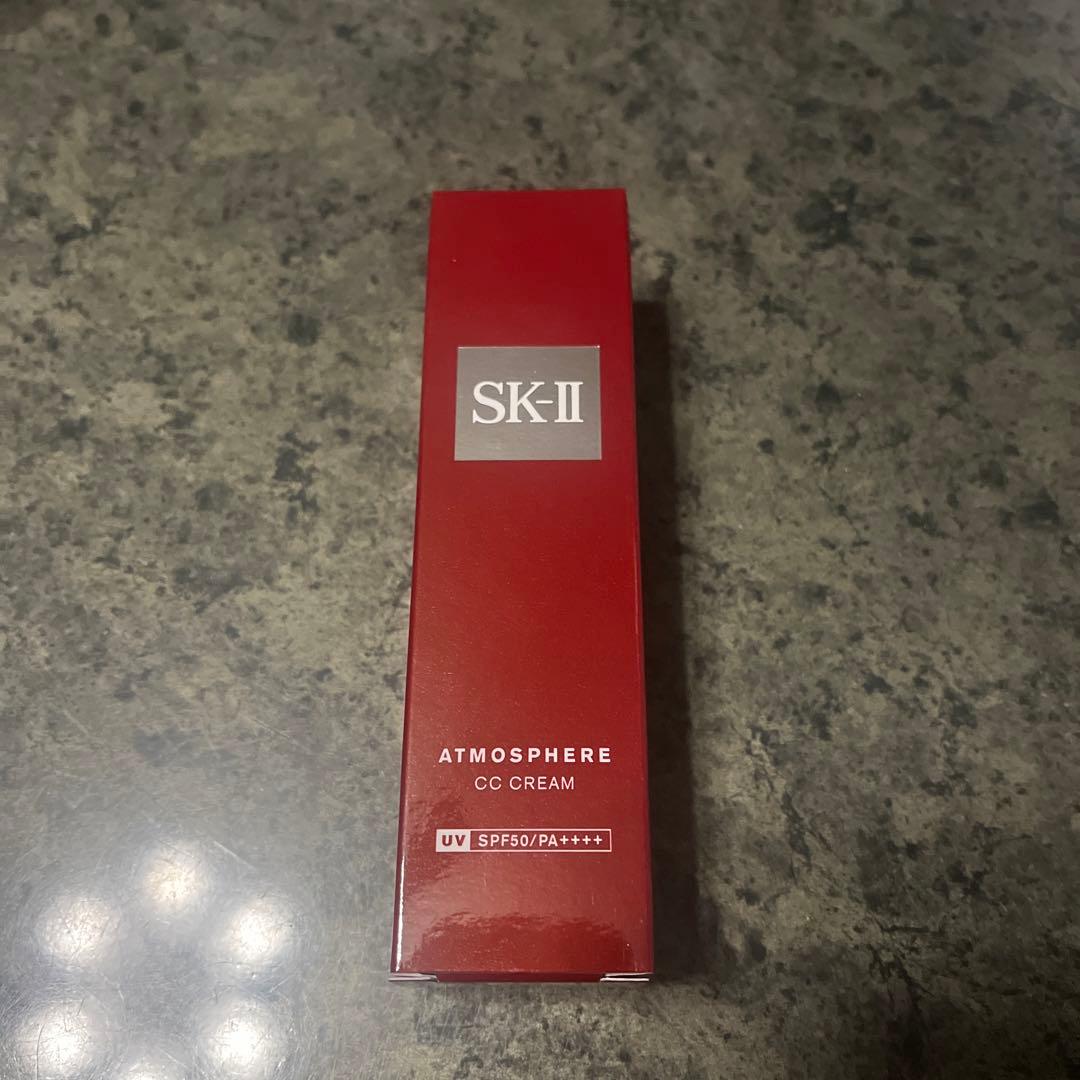 SK-II
ATMOSPHERE
CC CREAM
UV SPF50/PA++++